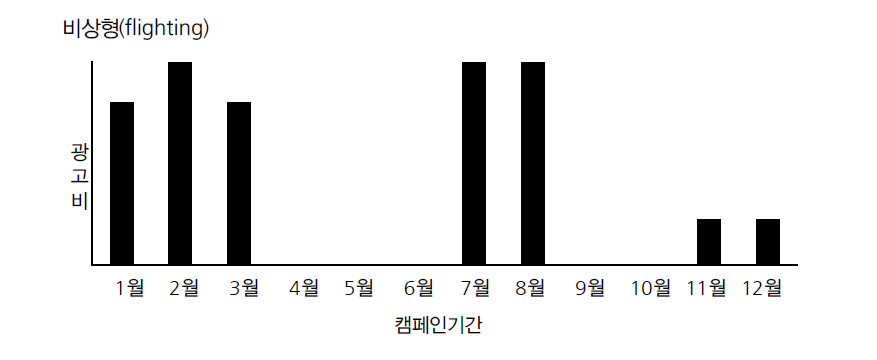 비상형(flighting)
광
고
비
1월 2월 3월 4월 5월 6월 7월 8월 9월 10월 11월 12월
캠페인기간